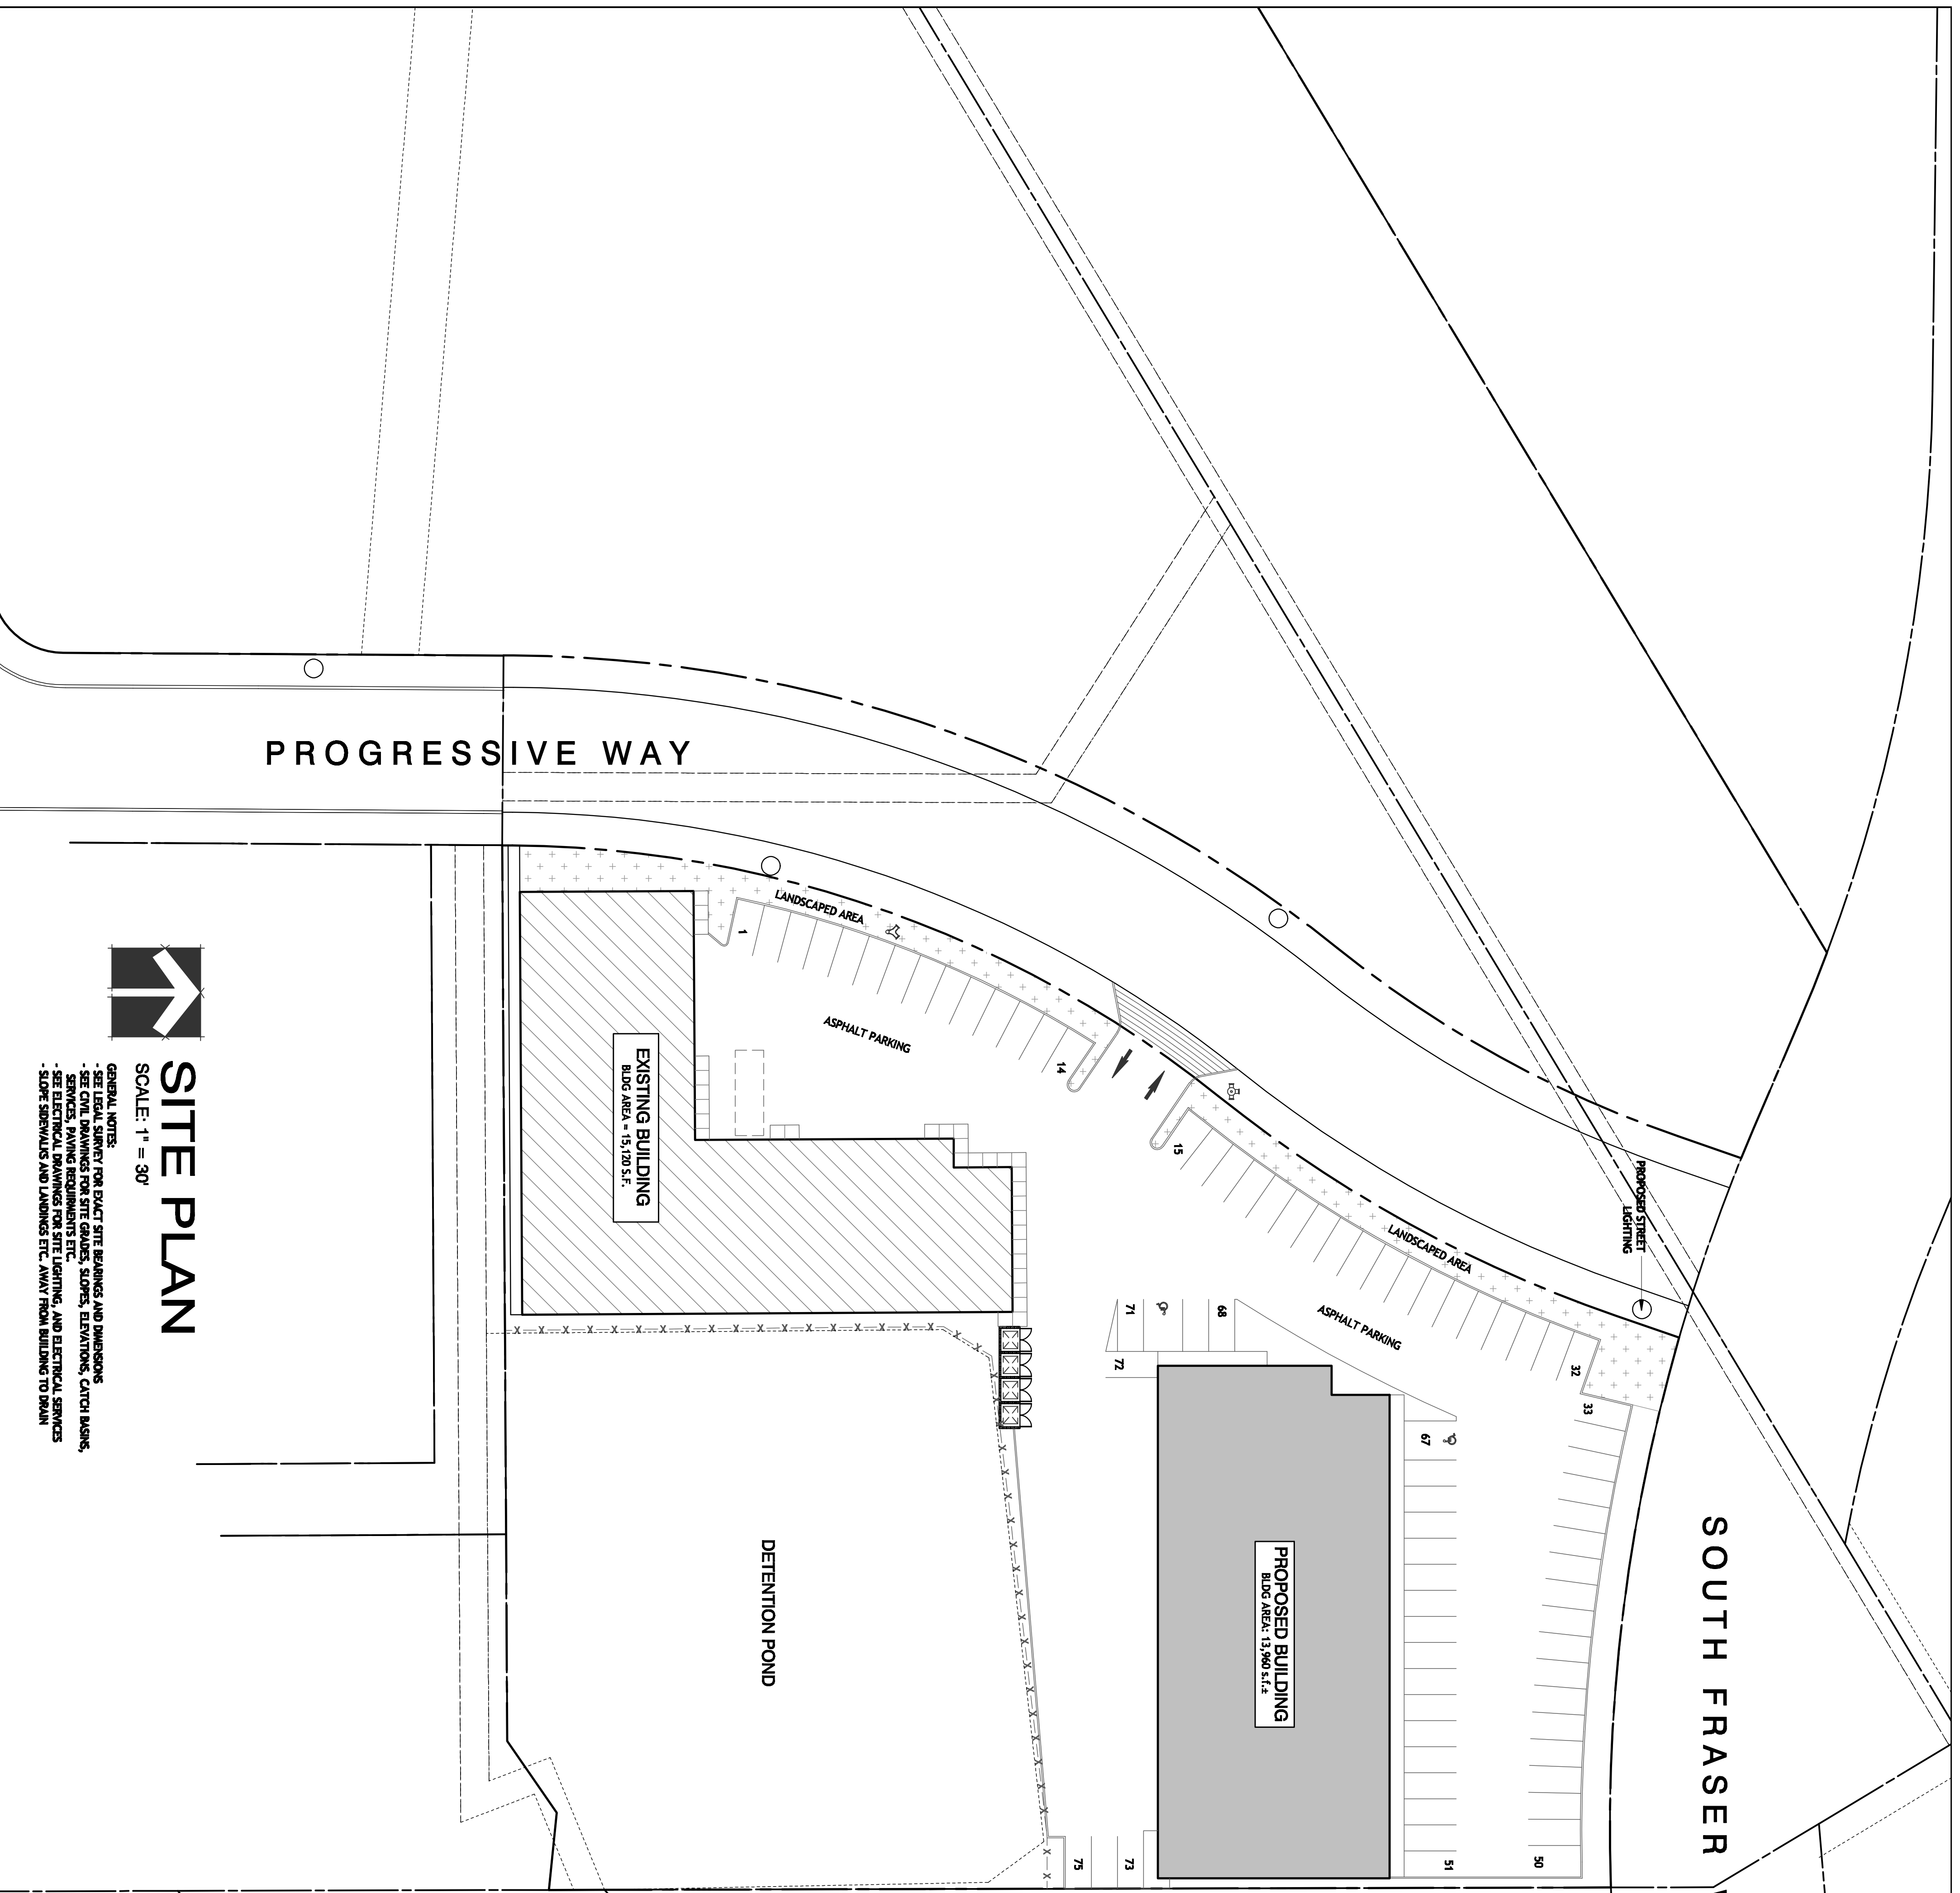 PROGRESSIVE WAY
LANDSCAPED AREA
1
ASPHALT PARKING
14
15
EXISTING BUILDING
BLDG AREA = 15,120 S.F.
PROPOSED STREET
LIGHTING
LANDSCAPED AREA
ASPHALT PARKING
32
33
71
68
72
67
PROPOSED BUILDING
BLDG AREA: 13,960 s.f.±
DETENTION POND
SOUTH FRASER
75
73
51
50
SITE PLAN
SCALE: 1" = 30'
GENERAL NOTES:
- SEE LEGAL SURVEY FOR EXACT SITE BEARINGS AND DIMENSIONS
- SEE CIVIL DRAWINGS FOR SITE GRADES, SLOPES, ELEVATIONS, CATCH BASINS,
SERVICES, PAVING REQUIREMENTS ETC.
- SEE ELECTRICAL DRAWINGS FOR SITE LIGHTING, AND ELECTRICAL SERVICES
- SLOPE SIDEWALKS AND LANDINGS ETC. AWAY FROM BUILDING TO DRAIN